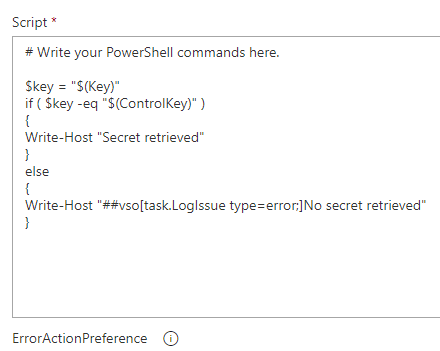 Script *
# Write your PowerShell commands here.
$key = "$(Key)"
if ( $key -eq "$(ControlKey)" )
{
Write-Host "Secret retrieved"
}
else
{
Write-Host "##vso[task.LogIssue type=error;]No secret retrieved"
}
ErrorActionPreference